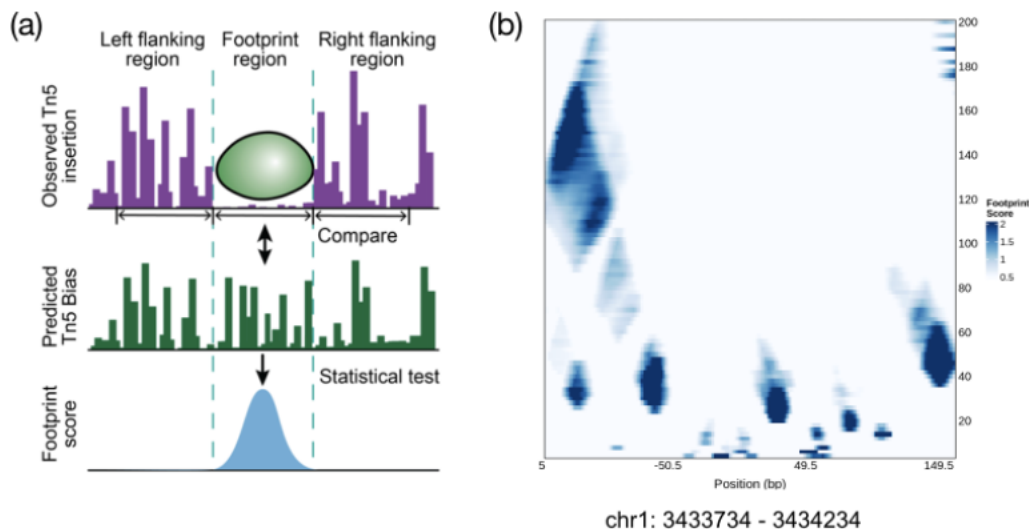 (a)
Left flanking
region
Footprint
region
Right flanking
region
Observed Tn5
insertion
Compare
Predicted
Tn5 Bias
Statistical test
Footprint
score
(b)
200
180
160
140
120
100
80
60
40
20
Footprint
Score
2
1.5
1
0.5
5
-50.5
49.5
149.5
Position (bp)
chr1: 3433734 - 3434234